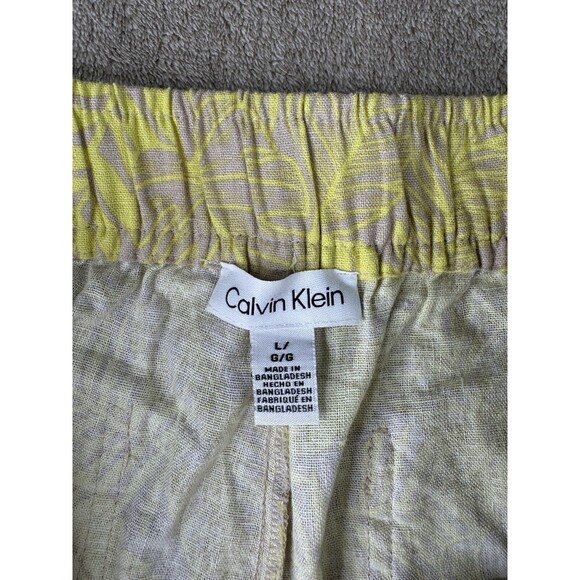 Calvin Klein
L/
G/G
MADE IN
BANGLADESH
HECHO EN
BANGLADESH
FABRIQUÉ EN
BANGLADESH